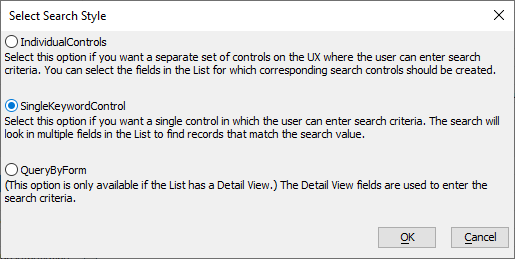 Select Search Style
IndividualControls
Select this option if you want a separate set of controls on the UX where the user can enter search
criteria. You can select the fields in the List for which corresponding search controls should be created.
SingleKeywordControl
Select this option if you want a single control in which the user can enter search criteria. The search will
look in multiple fields in the List to find records that match the search value.
QueryByForm
(This option is only available if the List has a Detail View.) The Detail View fields are used to enter the
search criteria.
OK
Cancel